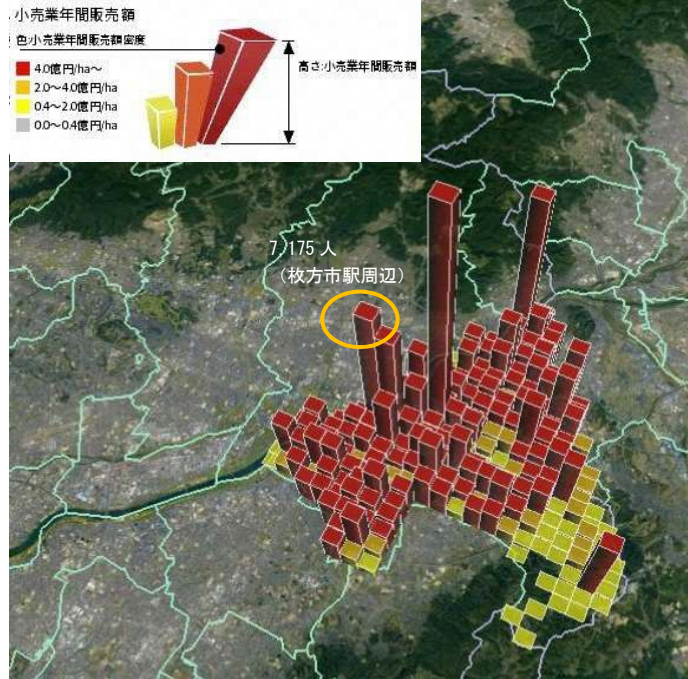 小売業年間販売額
色:小売業年間販売額密度
4.0億円/ha～
2.0～4.0億円/ha
0.4～2.0億円/ha
0.0～0.4億円/ha
高さ:小売業年間販売額
7,175人
（枚方市駅周辺）